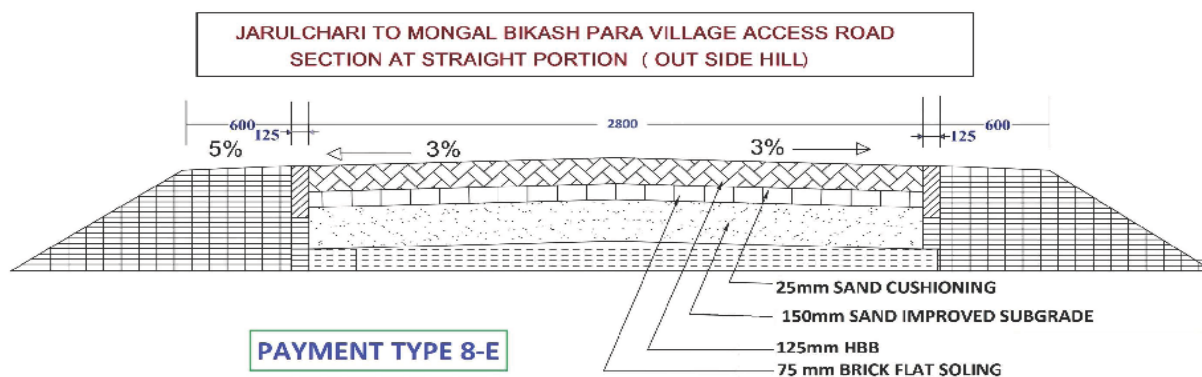 JARULCHARI TO MONGAL BIKASH PARA VILLAGE ACCESS ROAD
SECTION AT STRAIGHT PORTION ( OUT SIDE HILL)
600
125
2800
125
600
5%
3%
3%
25mm SAND CUSHIONING
150mm SAND IMPROVED SUBGRADE
125mm HBB
75 mm BRICK FLAT SOLING
PAYMENT TYPE 8-E